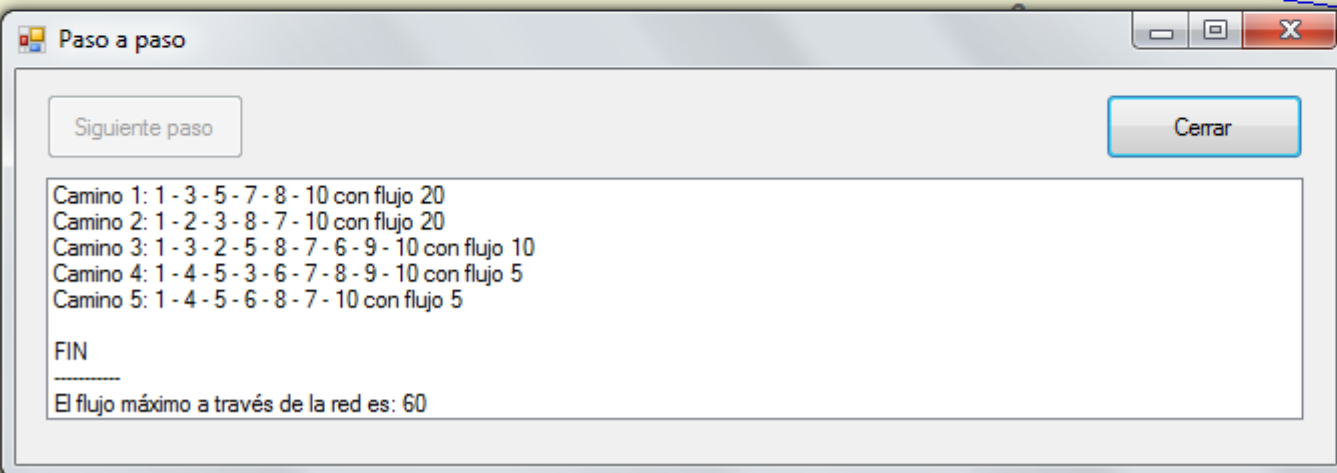 Paso a paso
Siguiente paso
Cerrar
Camino 1: 1 - 3 - 5 - 7 - 8 - 10 con flujo 20
Camino 2: 1 - 2 - 3 - 8 - 7 - 10 con flujo 20
Camino 3: 1 - 3 - 2 - 5 - 8 - 7 - 6 - 9 - 10 con flujo 10
Camino 4: 1 - 4 - 5 - 3 - 6 - 7 - 8 - 9 - 10 con flujo 5
Camino 5: 1 - 4 - 5 - 6 - 8 - 7 - 10 con flujo 5
FIN
-----------
El flujo máximo a través de la red es: 60